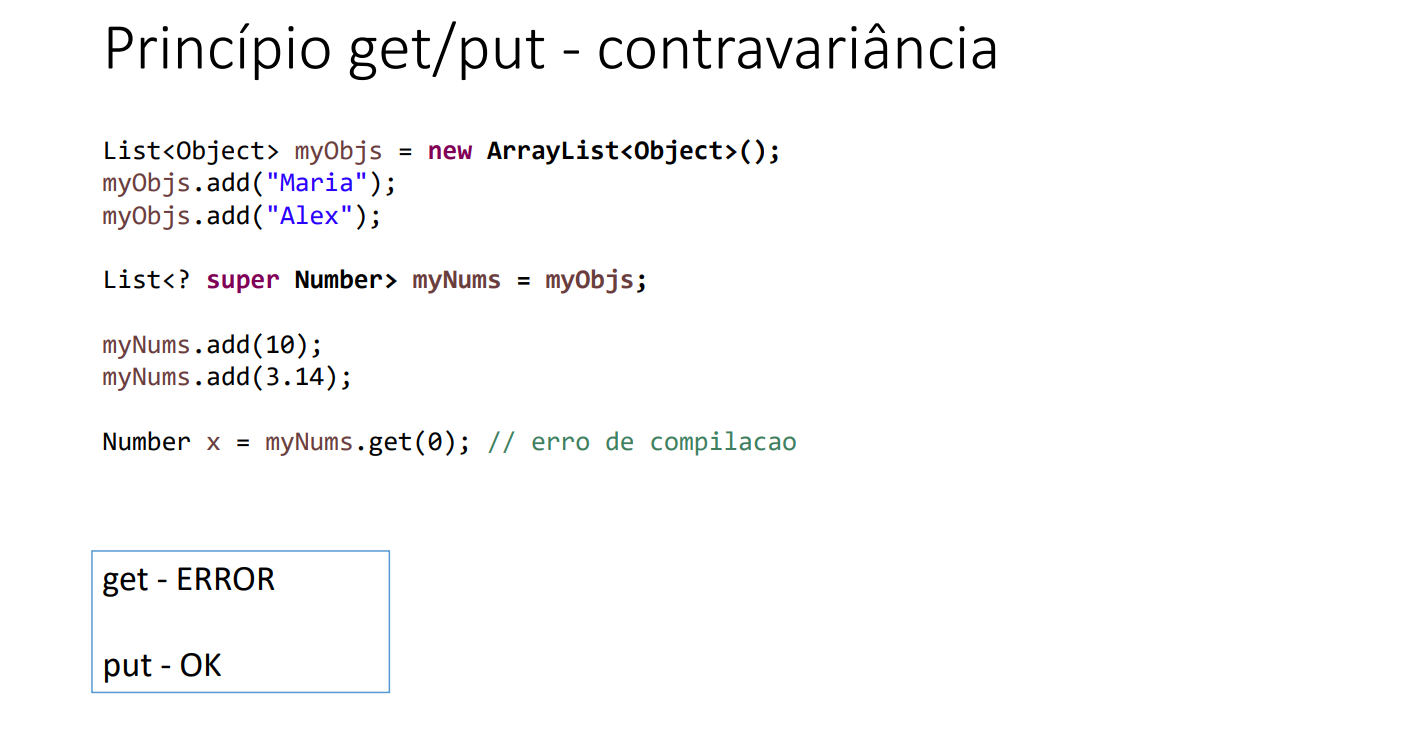 Princípio get/put - contravariância
List<Object> myObjs = new ArrayList<Object>();
myObjs.add("Maria");
myObjs.add("Alex");
List<? super Number> myNums = myObjs;
myNums.add(10);
myNums.add(3.14);
Number x = myNums.get(0); // erro de compilacao
get - ERROR
put - OK